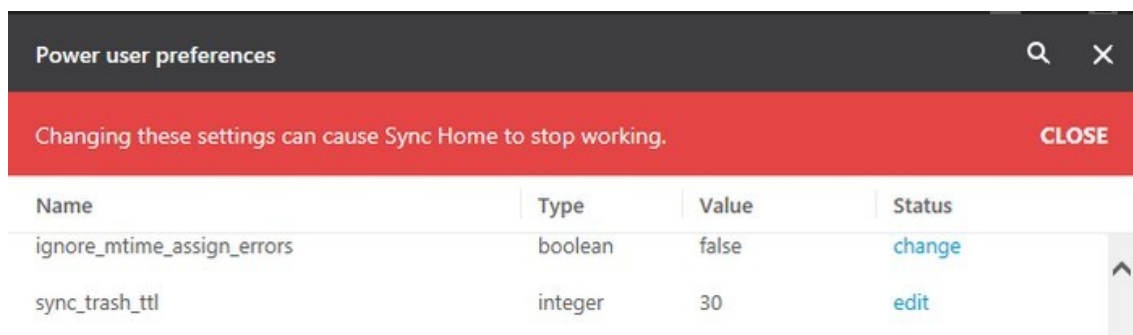 Power user preferences
Changing these settings can cause Sync Home to stop working. CLOSE
Name Type Value Status
ignore_mtime_assign_errors boolean false change
sync_trash_ttl integer 30 edit